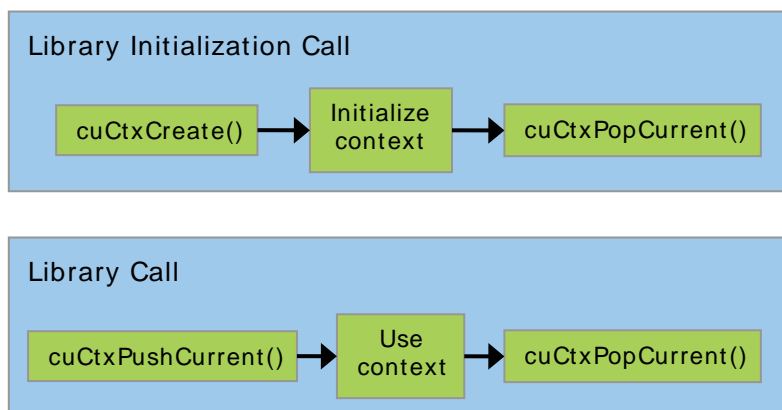 Library Initialization Call
cuCtxCreate()
Initialize
context
cuCtxPopCurrent()
Library Call
cuCtxPushCurrent()
Use
context
cuCtxPopCurrent()